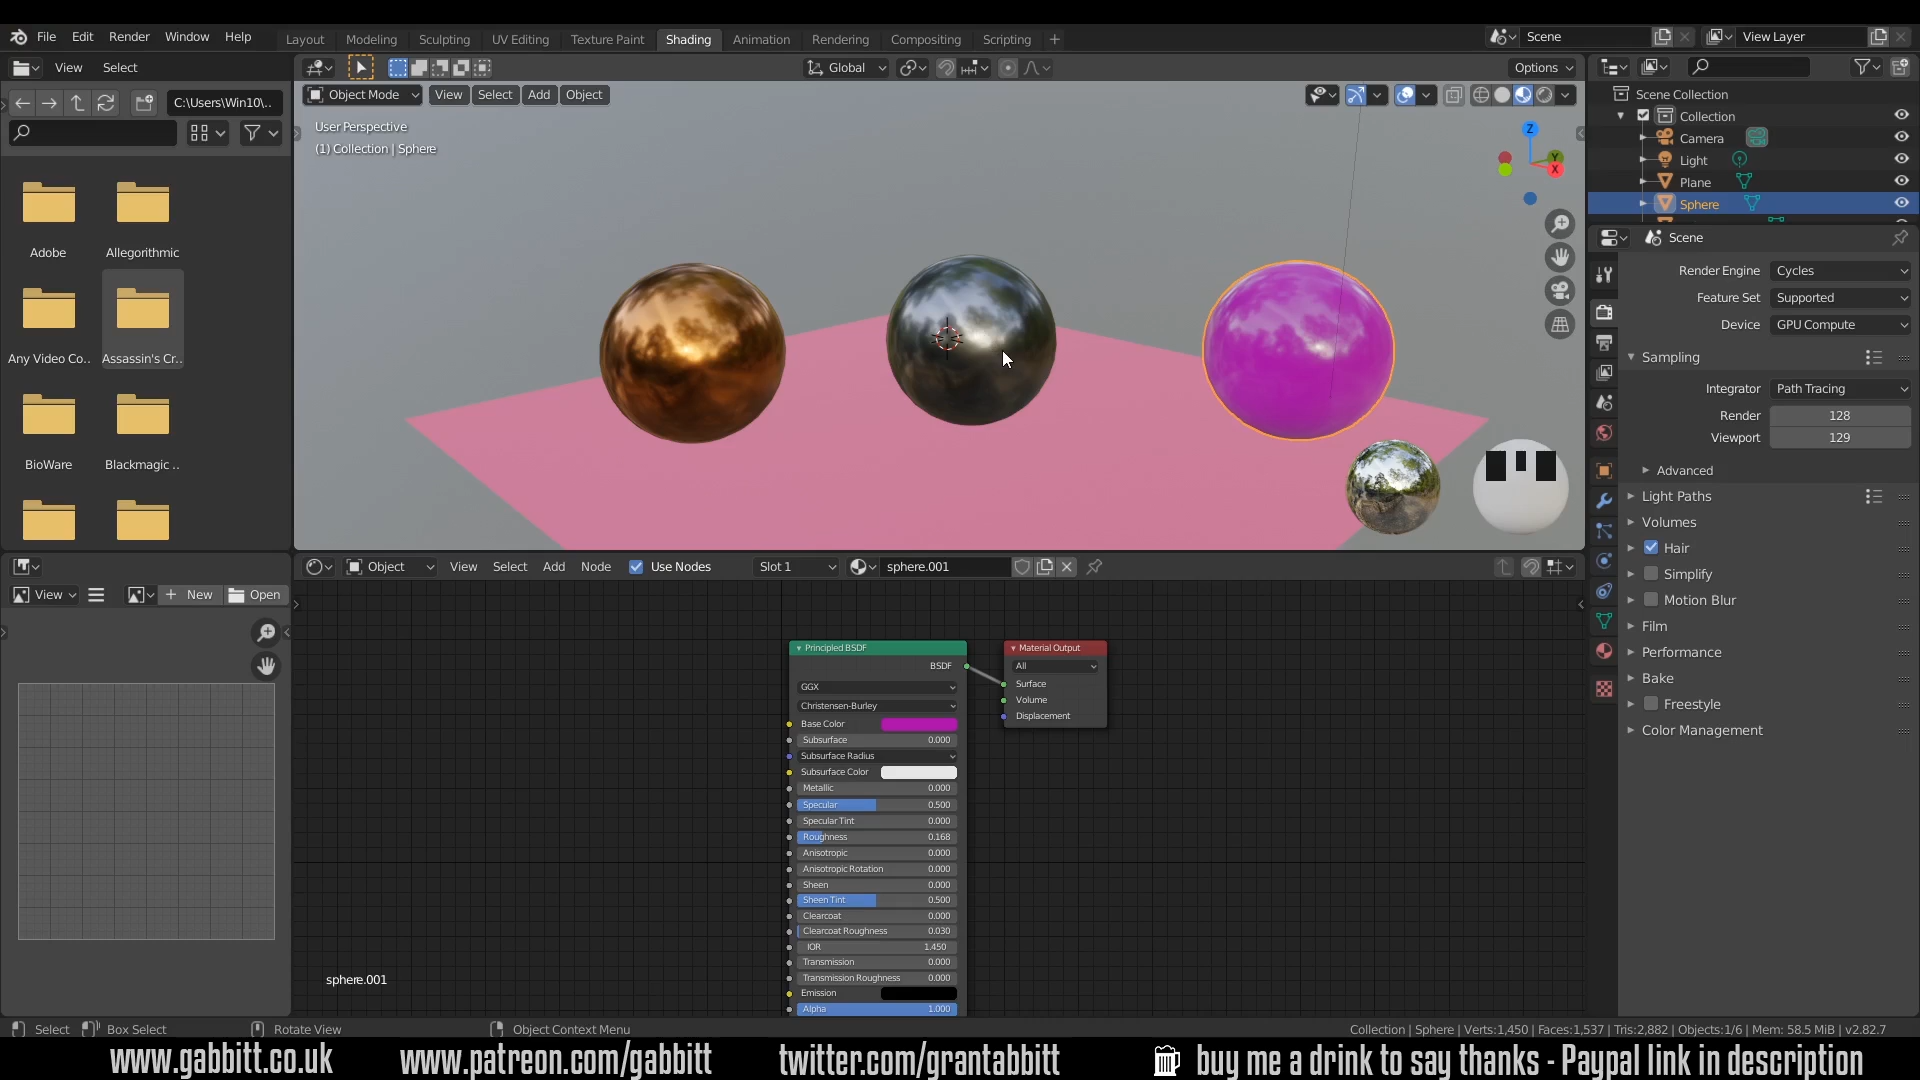 File Edit Render Window Help
Layout Modeling Sculpting UV Editing Texture Paint Shading Animation Rendering Compositing Scripting
Scene
View Layer
View Select
Global
Options
C:\Users\Win10\..
Object Mode View Select Add Object
User Perspective
(1) Collection | Sphere
Z
Y
X
Adobe
Allegorithmic
Any Video Co..
Assassin's Cr..
BioWare
Blackmagic ..
Scene Collection
Collection
Camera
Light
Plane
Sphere
Scene
Render Engine Cycles
Feature Set Supported
Device GPU Compute
Sampling
Integrator Path Tracing
Render 128
Viewport 129
Advanced
Light Paths
Volumes
Hair
Simplify
Motion Blur
Film
Performance
Bake
Freestyle
Color Management
View New Open
Object View Select Add Node Use Nodes Slot 1 sphere.001
Principled BSDF
BSDF
GGX
Christensen-Burley
Base Color
Subsurface 0.000
Subsurface Radius
Subsurface Color
Metallic 0.000
Specular 0.500
Specular Tint 0.000
Roughness 0.168
Anisotropic 0.000
Anisotropic Rotation 0.000
Sheen 0.000
Sheen Tint 0.500
Clearcoat 0.000
Clearcoat Roughness 0.030
IOR 1.450
Transmission 0.000
Transmission Roughness 0.000
Emission
Alpha 1.000
Material Output
All
Surface
Volume
Displacement
sphere.001
Select Box Select Rotate View Object Context Menu
Collection | Sphere | Verts:1,450 | Faces:1,537 | Tris:2,882 | Objects:1/6 | Mem: 58.5 MiB | v2.82.7
www.gabbitt.co.uk www.patreon.com/gabbitt twitter.com/grantabbitt buy me a drink to say thanks - Paypal link in description